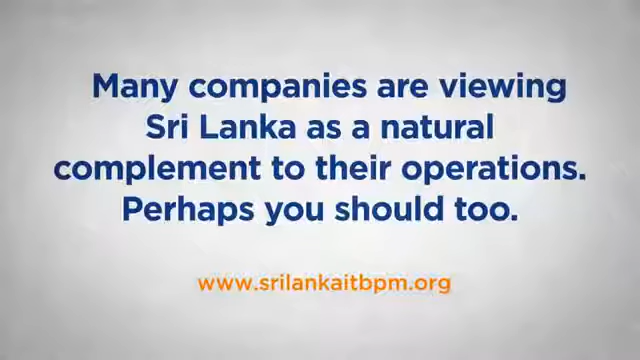 Many companies are viewing
Sri Lanka as a natural
complement to their operations.
Perhaps you should too.
www.srilankaitbpm.org